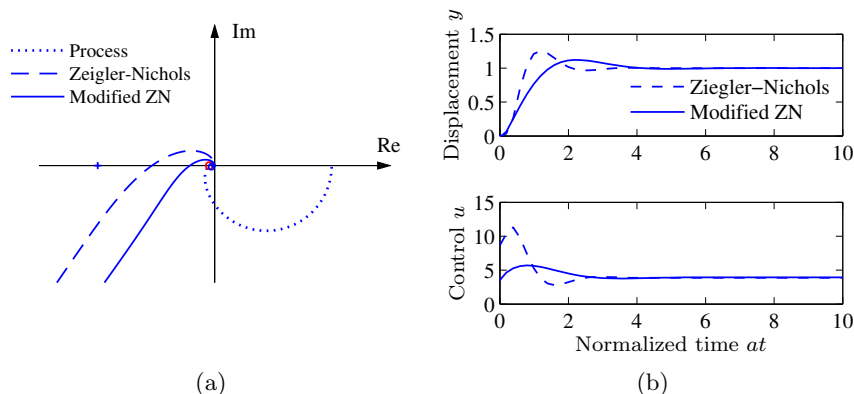 Im
Process
Zeigler-Nichols
Modified ZN
Re
(a)
Displacement y
1.5
1
0.5
0
0 2 4 6 8 10
Ziegler−Nichols
Modified ZN
Control u
15
10
5
0
0 2 4 6 8 10
Normalized time at
(b)